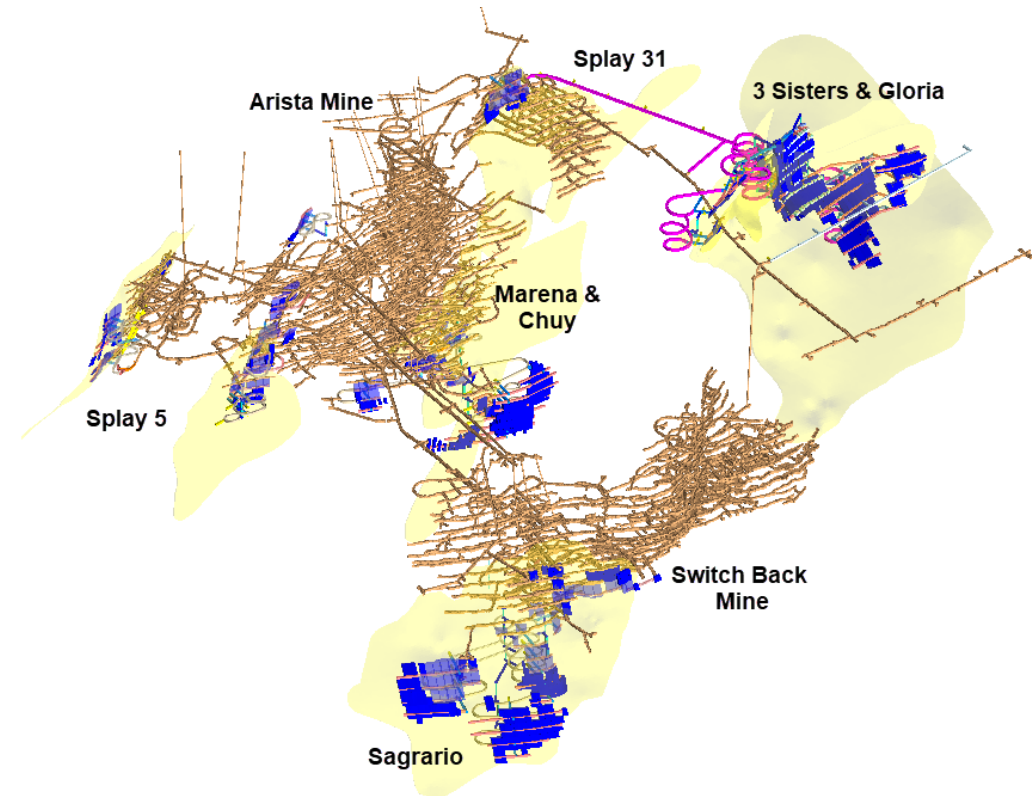 Splay 31
Arista Mine
3 Sisters & Gloria
Marena &
Chuy
Splay 5
Switch Back
Mine
Sagrario